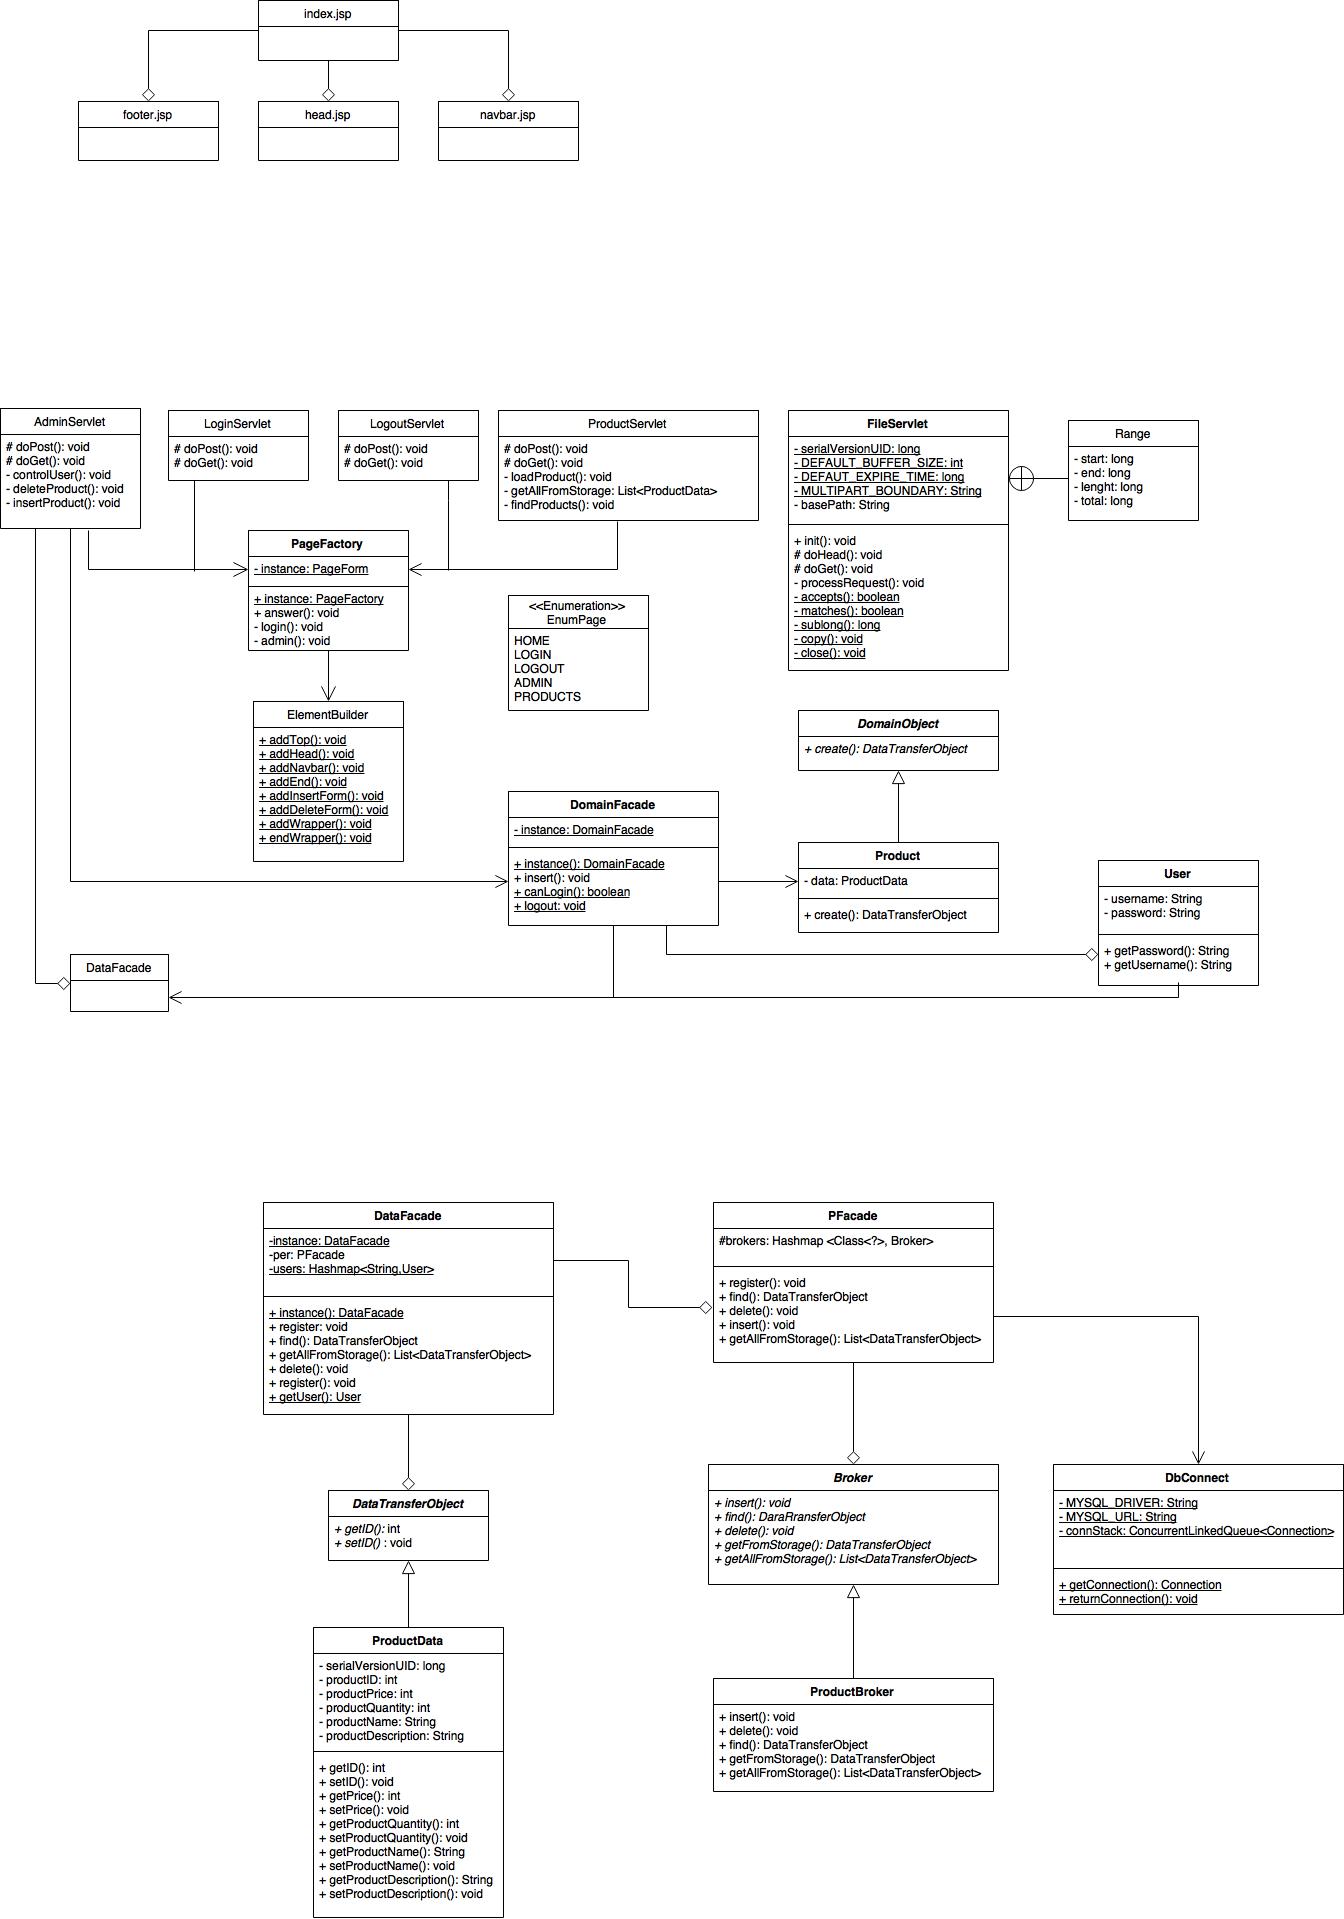 index.jsp
footer.jsp
head.jsp
navbar.jsp
AdminServlet
# doPost(): void
# doGet(): void
- controlUser(): void
- deleteProduct(): void
- insertProduct(): void
LoginServlet
# doPost(): void
# doGet(): void
LogoutServlet
# doPost(): void
# doGet(): void
ProductServlet
# doPost(): void
# doGet(): void
- loadProduct(): void
- getAllFromStorage: List<ProductData>
- findProducts(): void
FileServlet
- serialVersionUID: long
- DEFAULT_BUFFER_SIZE: int
- DEFAUT_EXPIRE_TIME: long
- MULTIPART_BOUNDARY: String
- basePath: String
+ init(): void
# doHead(): void
# doGet(): void
- processRequest(): void
- accepts(): boolean
- matches(): boolean
- sublong(): long
- copy(): void
- close(): void
Range
- start: long
- end: long
- lenght: long
- total: long
PageFactory
- instance: PageForm
+ instance: PageFactory
+ answer(): void
- login(): void
- admin(): void
<<Enumeration>>
EnumPage
HOME
LOGIN
LOGOUT
ADMIN
PRODUCTS
ElementBuilder
+ addTop(): void
+ addHead(): void
+ addNavbar(): void
+ addEnd(): void
+ addInsertForm(): void
+ addDeleteForm(): void
+ addWrapper(): void
+ endWrapper(): void
DomainObject
+ create(): DataTransferObject
DomainFacade
- instance: DomainFacade
+ instance(): DomainFacade
+ insert(): void
+ canLogin(): boolean
+ logout: void
Product
- data: ProductData
+ create(): DataTransferObject
User
- username: String
- password: String
+ getPassword(): String
+ getUsername(): String
DataFacade
DataFacade
-instance: DataFacade
-per: PFacade
-users: Hashmap<String,User>
+ instance(): DataFacade
+ register: void
+ find(): DataTransferObject
+ getAllFromStorage(): List<DataTransferObject>
+ delete(): void
+ register(): void
+ getUser(): User
PFacade
#brokers: Hashmap <Class<?>, Broker>
+ register(): void
+ find(): DataTransferObject
+ delete(): void
+ insert(): void
+ getAllFromStorage(): List<DataTransferObject>
DataTransferObject
+ getID(): int
+ setID() : void
Broker
+ insert(): void
+ find(): DaraRransferObject
+ delete(): void
+ getFromStorage(): DataTransferObject
+ getAllFromStorage(): List<DataTransferObject>
DbConnect
- MYSQL_DRIVER: String
- MYSQL_URL: String
- connStack: ConcurrentLinkedQueue<Connection>
+ getConnection(): Connection
+ returnConnection(): void
ProductData
- serialVersionUID: long
- productID: int
- productPrice: int
- productQuantity: int
- productName: String
- productDescription: String
+ getID(): int
+ setID(): void
+ getPrice(): int
+ setPrice(): void
+ getProductQuantity(): int
+ setProductQuantity(): void
+ getProductName(): String
+ setProductName(): void
+ getProductDescription(): String
+ setProductDescription(): void
ProductBroker
+ insert(): void
+ delete(): void
+ find(): DataTransferObject
+ getFromStorage(): DataTransferObject
+ getAllFromStorage(): List<DataTransferObject>